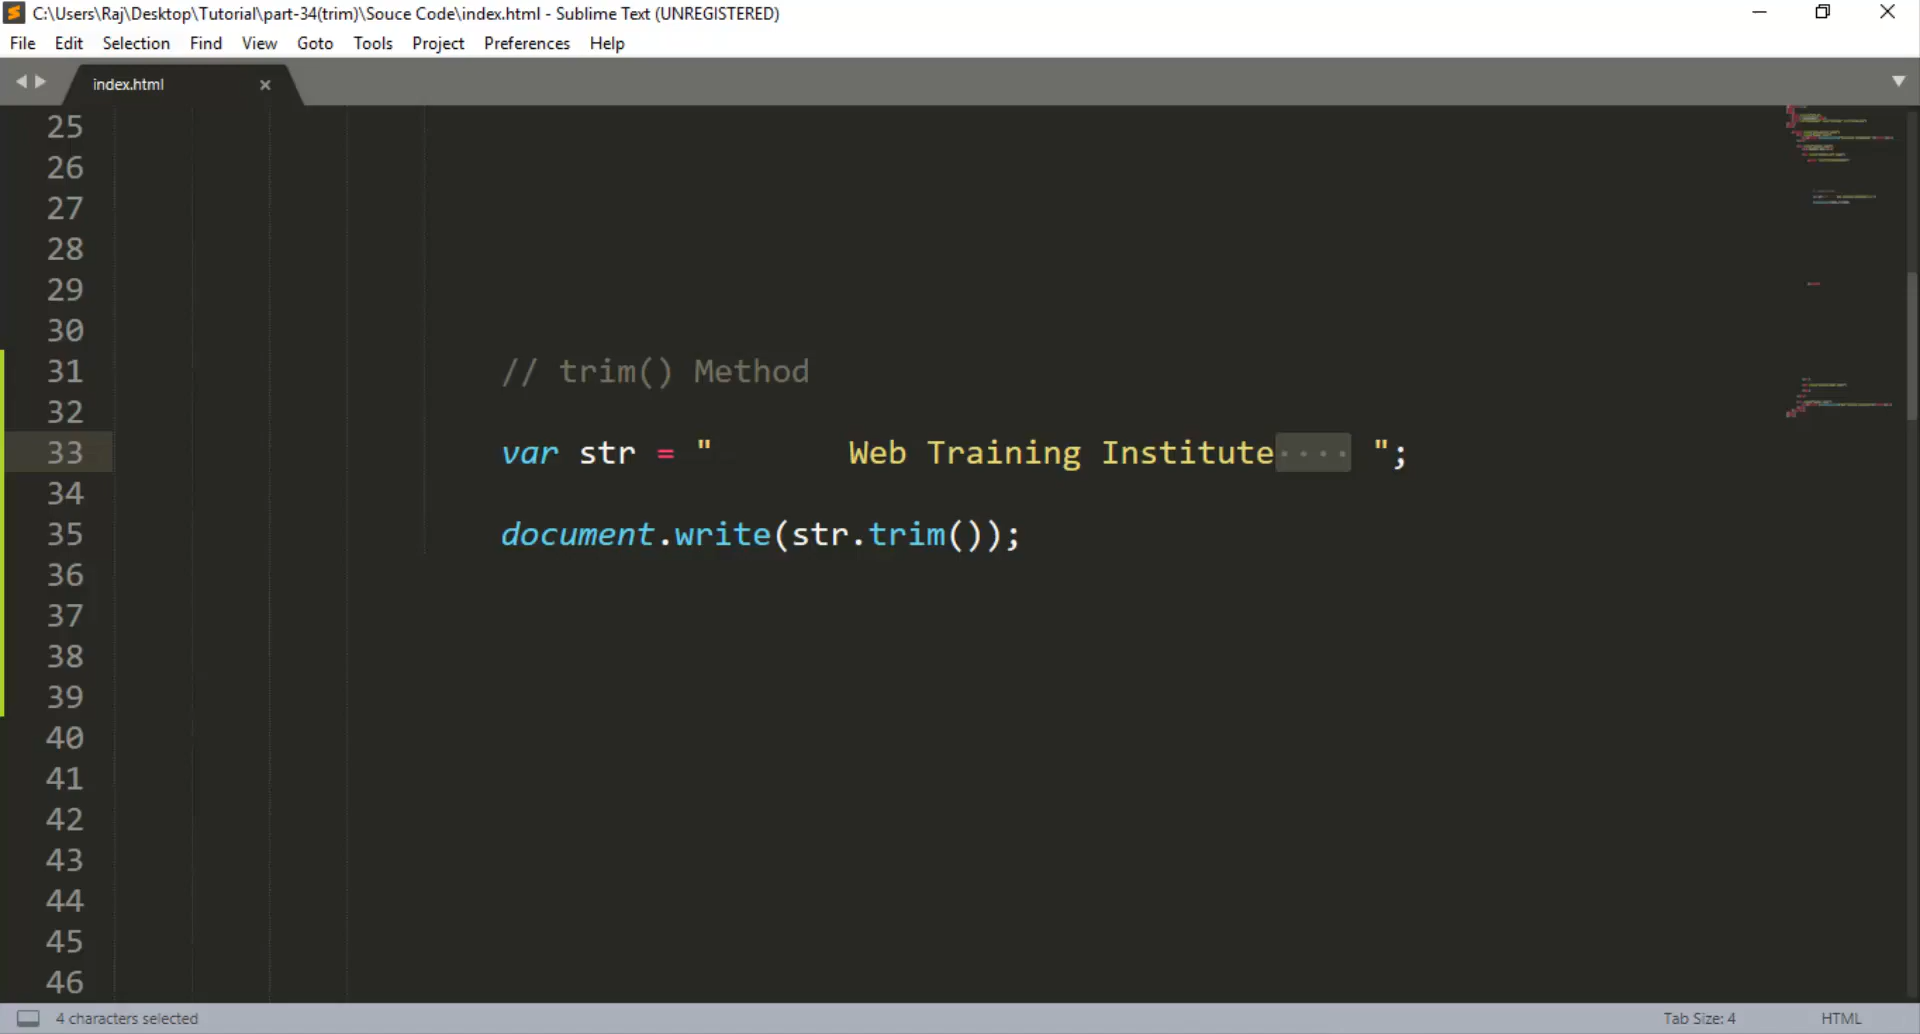 C:\Users\Raj\Desktop\Tutorial\part-34(trim)\Souce Code\index.html - Sublime Text (UNREGISTERED)
File Edit Selection Find View Goto Tools Project Preferences Help
index.html
25
26
27
28
29
30
31 // trim() Method
32
33 var str = "       Web Training Institute···· ";
34
35 document.write(str.trim());
36
37
38
39
40
41
42
43
44
45
46
4 characters selected Tab Size: 4 HTML